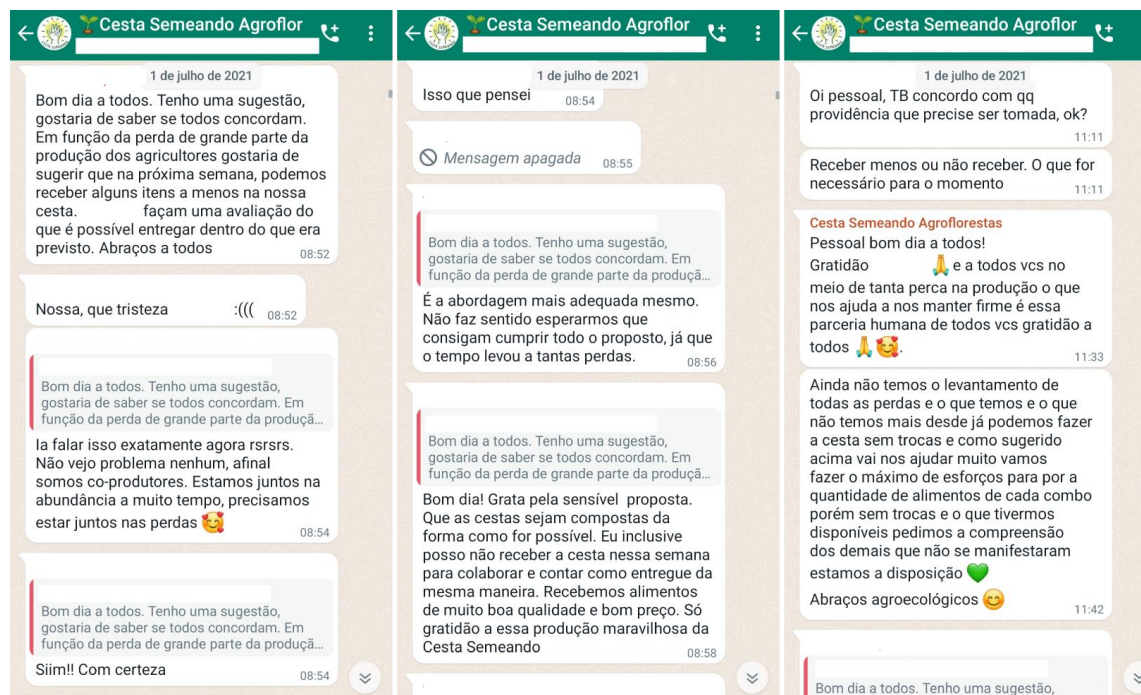 Cesta Semeando Agroflor
1 de julho de 2021
Bom dia a todos. Tenho uma sugestão,
gostaria de saber se todos concordam.
Em função da perda de grande parte da
produção dos agricultores gostaria de
sugerir que na próxima semana, podemos
receber alguns itens a menos na nossa
cesta. façam uma avaliação do
que é possível entregar dentro do que era
previsto. Abraços a todos
08:52
Nossa, que tristeza :((( 08:52
Bom dia a todos. Tenho uma sugestão,
gostaria de saber se todos concordam. Em
função da perda de grande parte da produçã...
Ia falar isso exatamente agora rsrsrs.
Não vejo problema nenhum, afinal
somos co-produtores. Estamos juntos na
abundância a muito tempo, precisamos
estar juntos nas perdas 🥰
08:54
Bom dia a todos. Tenho uma sugestão,
gostaria de saber se todos concordam. Em
função da perda de grande parte da produçã...
Siim!! Com certeza
08:54
Cesta Semeando Agroflor
1 de julho de 2021
Isso que pensei 08:54
Mensagem apagada 08:55
Bom dia a todos. Tenho uma sugestão,
gostaria de saber se todos concordam. Em
função da perda de grande parte da produçã...
É a abordagem mais adequada mesmo.
Não faz sentido esperarmos que
consigam cumprir todo o proposto, já que
o tempo levou a tantas perdas.
08:56
Bom dia a todos. Tenho uma sugestão,
gostaria de saber se todos concordam. Em
função da perda de grande parte da produçã...
Bom dia! Grata pela sensível proposta.
Que as cestas sejam compostas da
forma como for possível. Eu inclusive
posso não receber a cesta nessa semana
para colaborar e contar como entregue da
mesma maneira. Recebemos alimentos
de muito boa qualidade e bom preço. Só
gratidão a essa produção maravilhosa da
Cesta Semeando
08:58
Cesta Semeando Agroflor
1 de julho de 2021
Oi pessoal, TB concordo com qq
providência que precise ser tomada, ok?
11:11
Receber menos ou não receber. O que for
necessário para o momento
11:11
Cesta Semeando Agroflorestas
Pessoal bom dia a todos!
Gratidão 🙏 e a todos vcs no
meio de tanta perca na produção o que
nos ajuda a nos manter firme é essa
parceria humana de todos vcs gratidão a
todos 🙏🥰.
11:33
Ainda não temos o levantamento de
todas as perdas e o que temos e o que
não temos mais desde já podemos fazer
a cesta sem trocas e como sugerido
acima vai nos ajudar muito vamos
fazer o máximo de esforços para por a
quantidade de alimentos de cada combo
porém sem trocas e o que tivermos
disponíveis pedimos a compreensão
dos demais que não se manifestaram
estamos a disposição 💚
Abraços agroecológicos 😊
11:42
Bom dia a todos. Tenho uma sugestão,